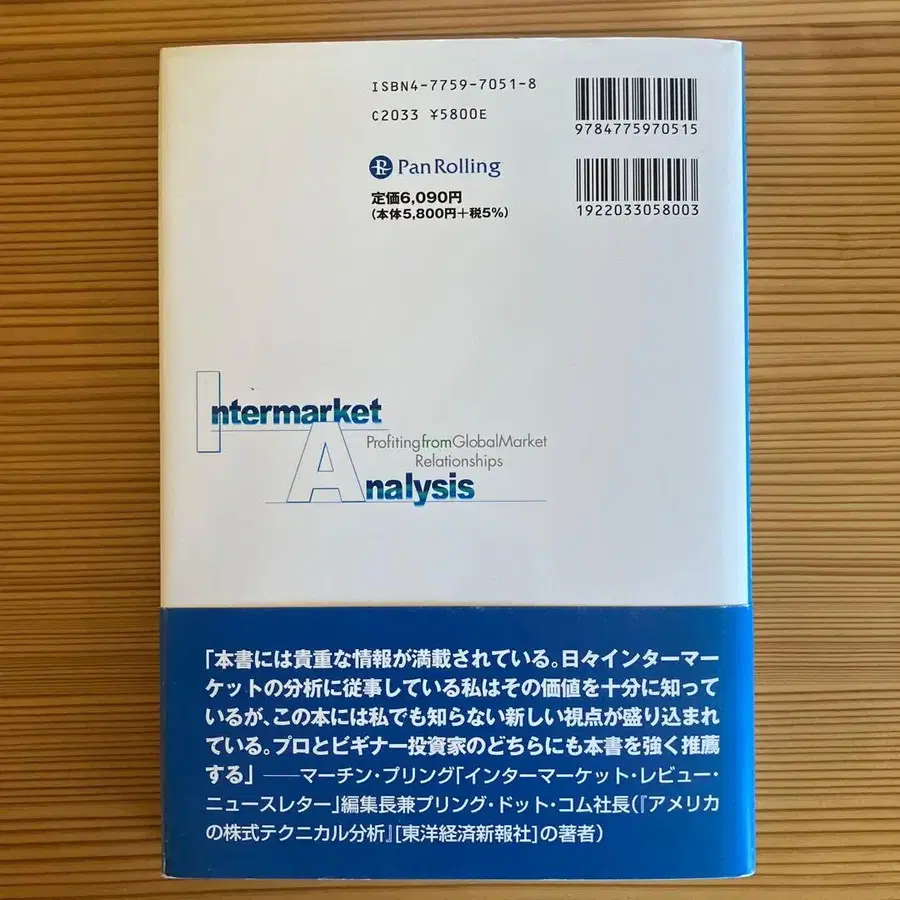 ISBN4-7759-7051-8
C2033 ¥5800E
9784775970515
PanRolling
定価6,090円
(本体5,800円+税5%)
1922033058003
Intermarket
ProfitingfromGlobalMarket
Relationships
Analysis
「本書には貴重な情報が満載されている。日々インターマー
ケットの分析に従事している私はその価値を十分に知って
いるが、この本には私でも知らない新しい視点が盛り込まれ
ている。プロとビギナー投資家のどちらにも本書を強く推薦
する」 ――マーチン・プリング「インターマーケット・レビュー・
ニュースレター」編集長兼プリング・ドット・コム社長(『アメリカ
の株式テクニカル分析』[東洋経済新報社]の著者)